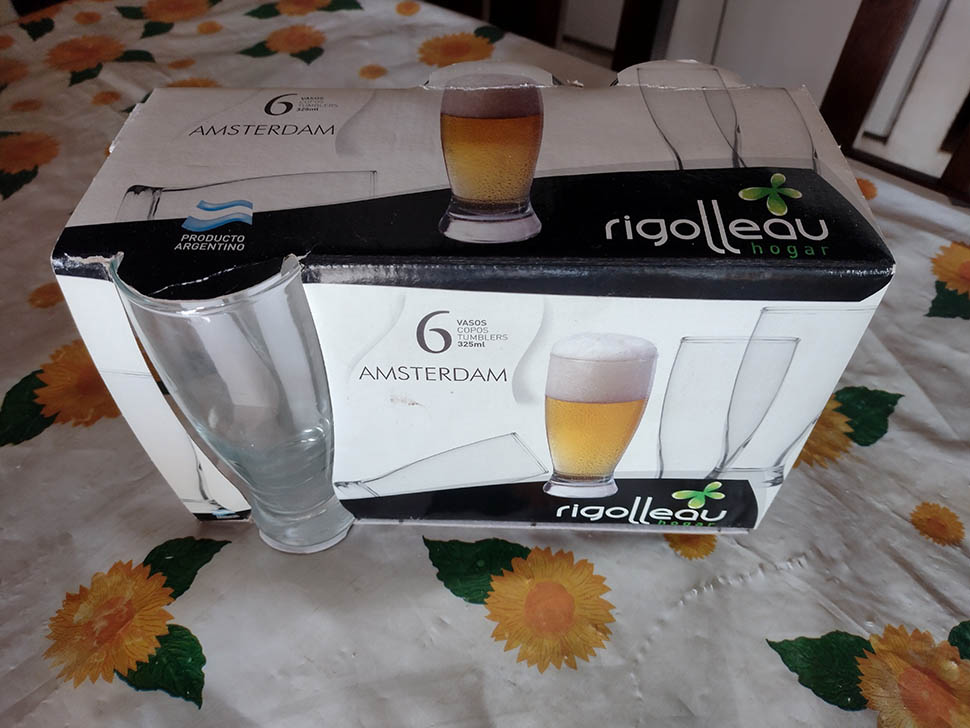 6 VASOS
COPOS
TUMBLERS
325ml
AMSTERDAM
PRODUCTO
ARGENTINO
rigolleau
hogar
6 VASOS
COPOS
TUMBLERS
325ml
AMSTERDAM
rigolleau
hogar